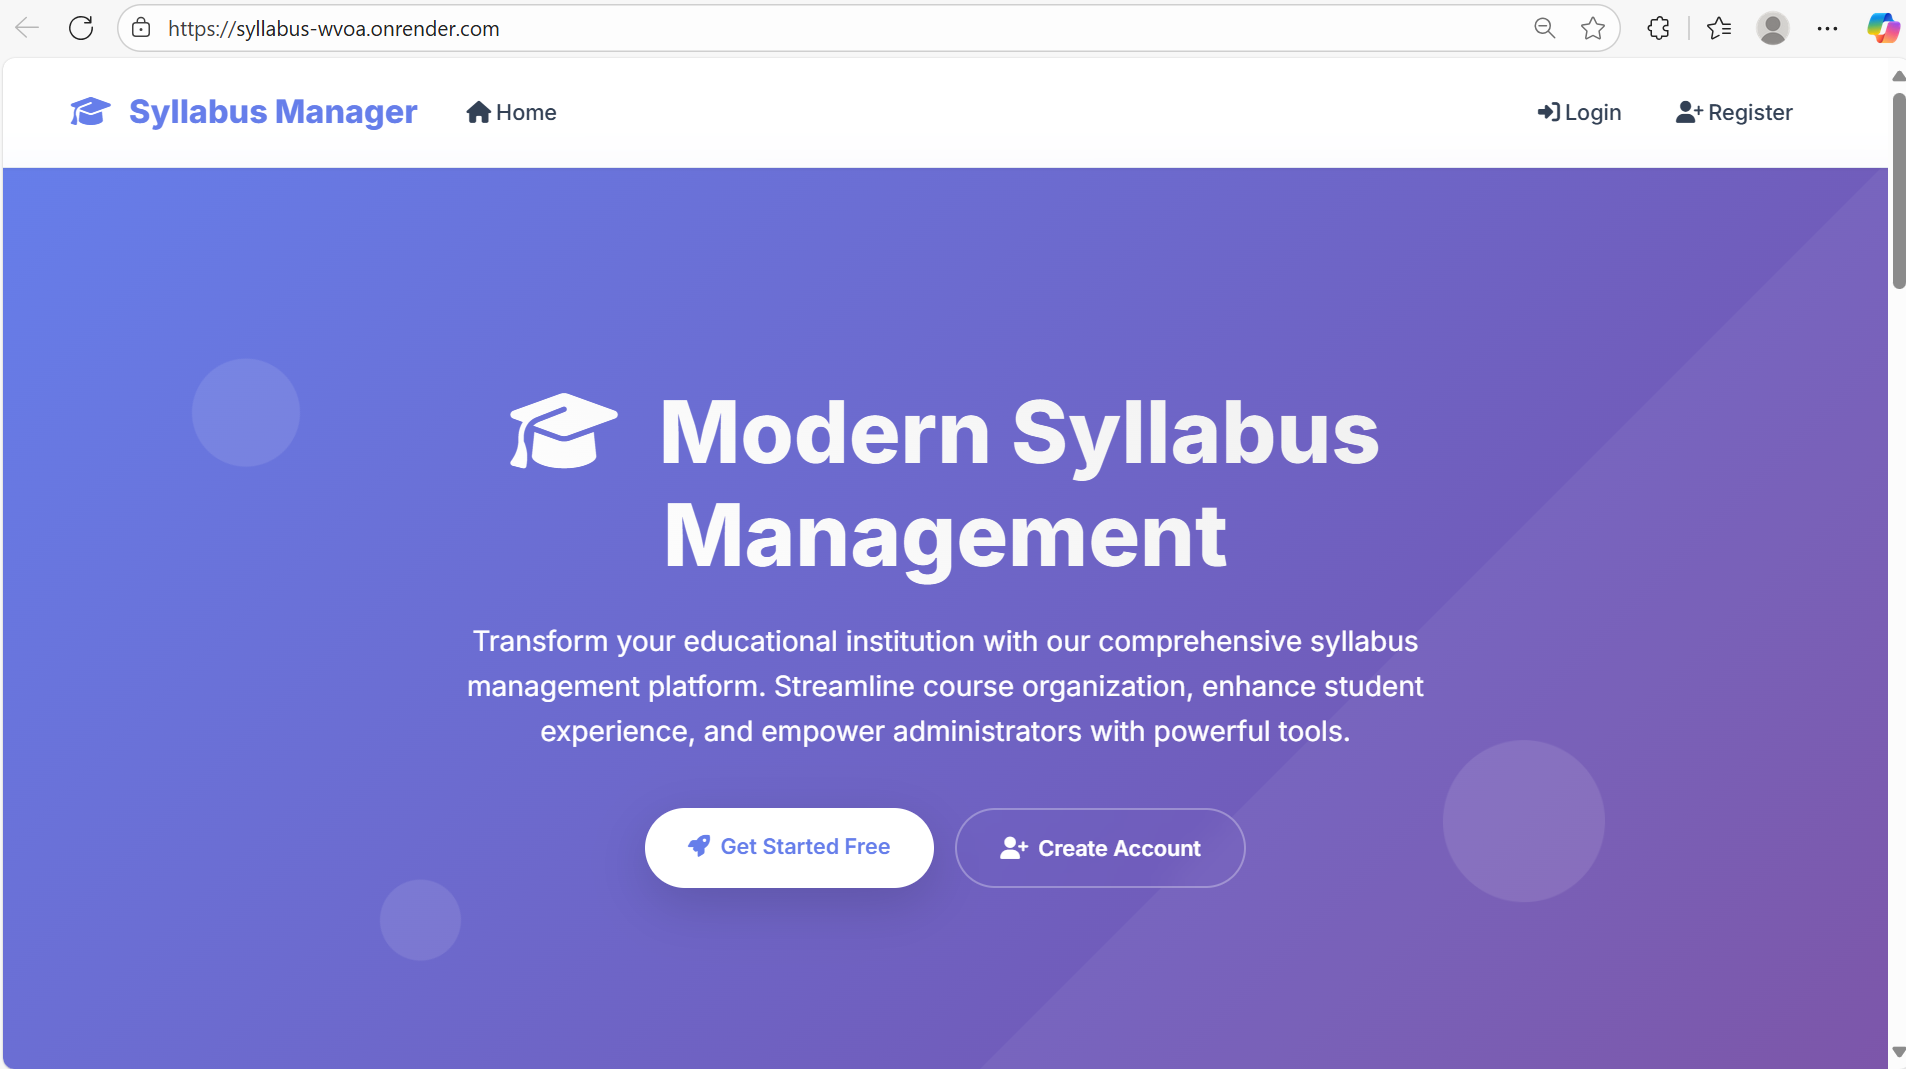 https://syllabus-wvoa.onrender.com
Syllabus Manager
Home
Login
Register
Modern Syllabus
Management
Transform your educational institution with our comprehensive syllabus
management platform. Streamline course organization, enhance student
experience, and empower administrators with powerful tools.
Get Started Free
Create Account